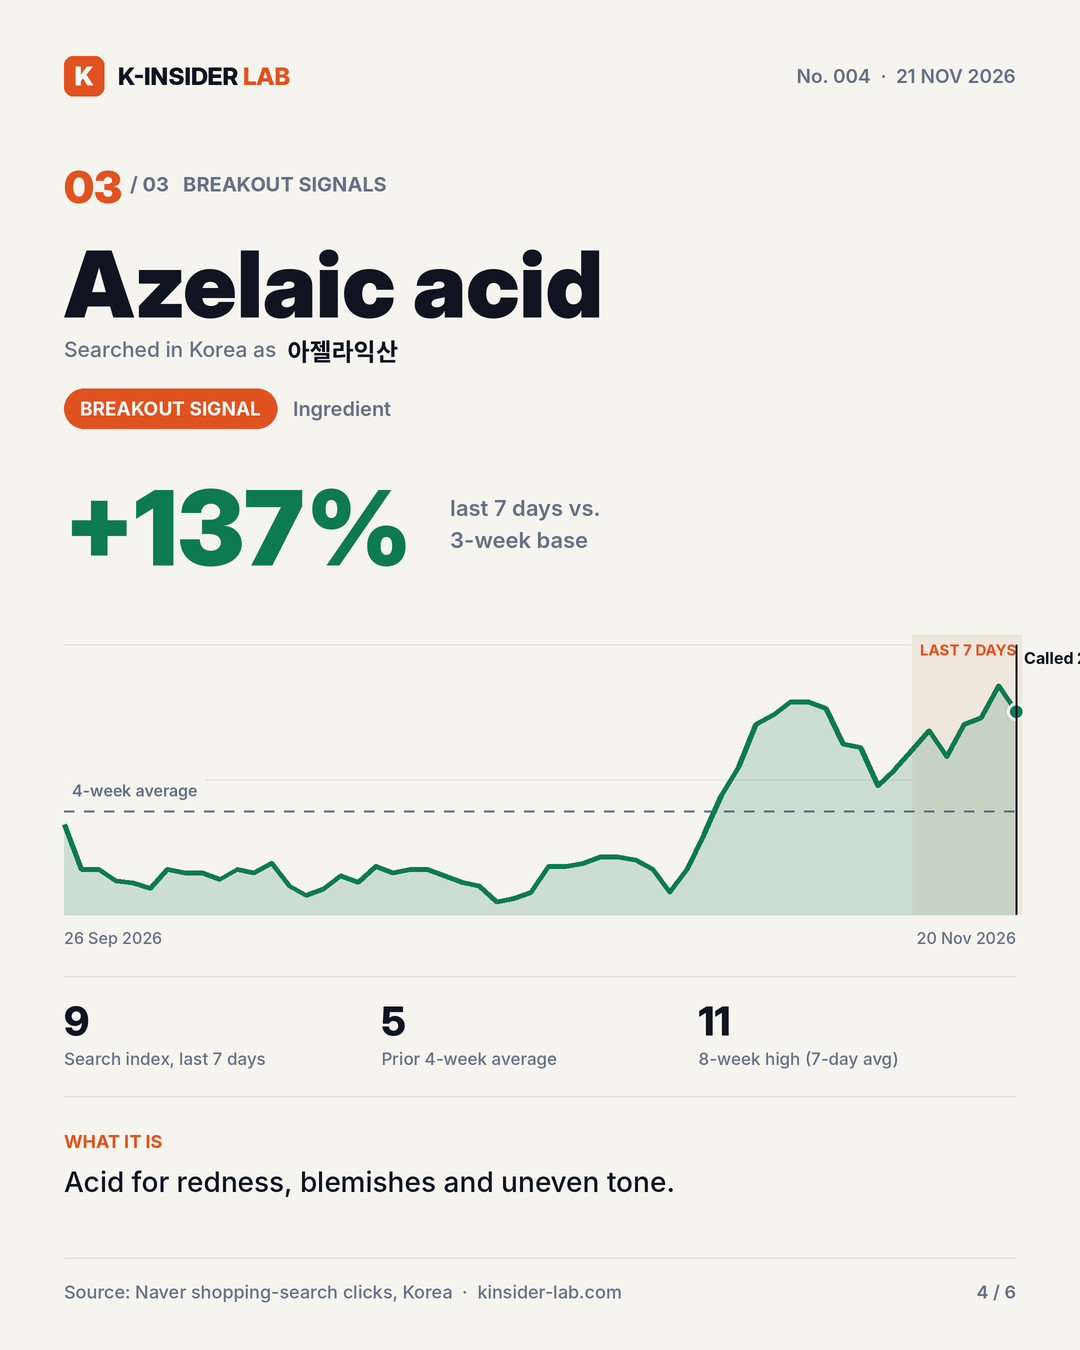 K K-INSIDER LAB
No. 004 · 21 NOV 2026
03 / 03 BREAKOUT SIGNALS
Azelaic acid
Searched in Korea as 아젤라익산
BREAKOUT SIGNAL Ingredient
+137%
last 7 days vs.
3-week base
LAST 7 DAYS
Called
4-week average
26 Sep 2026
20 Nov 2026
9
Search index, last 7 days
5
Prior 4-week average
11
8-week high (7-day avg)
WHAT IT IS
Acid for redness, blemishes and uneven tone.
Source: Naver shopping-search clicks, Korea · kinsider-lab.com
4 / 6